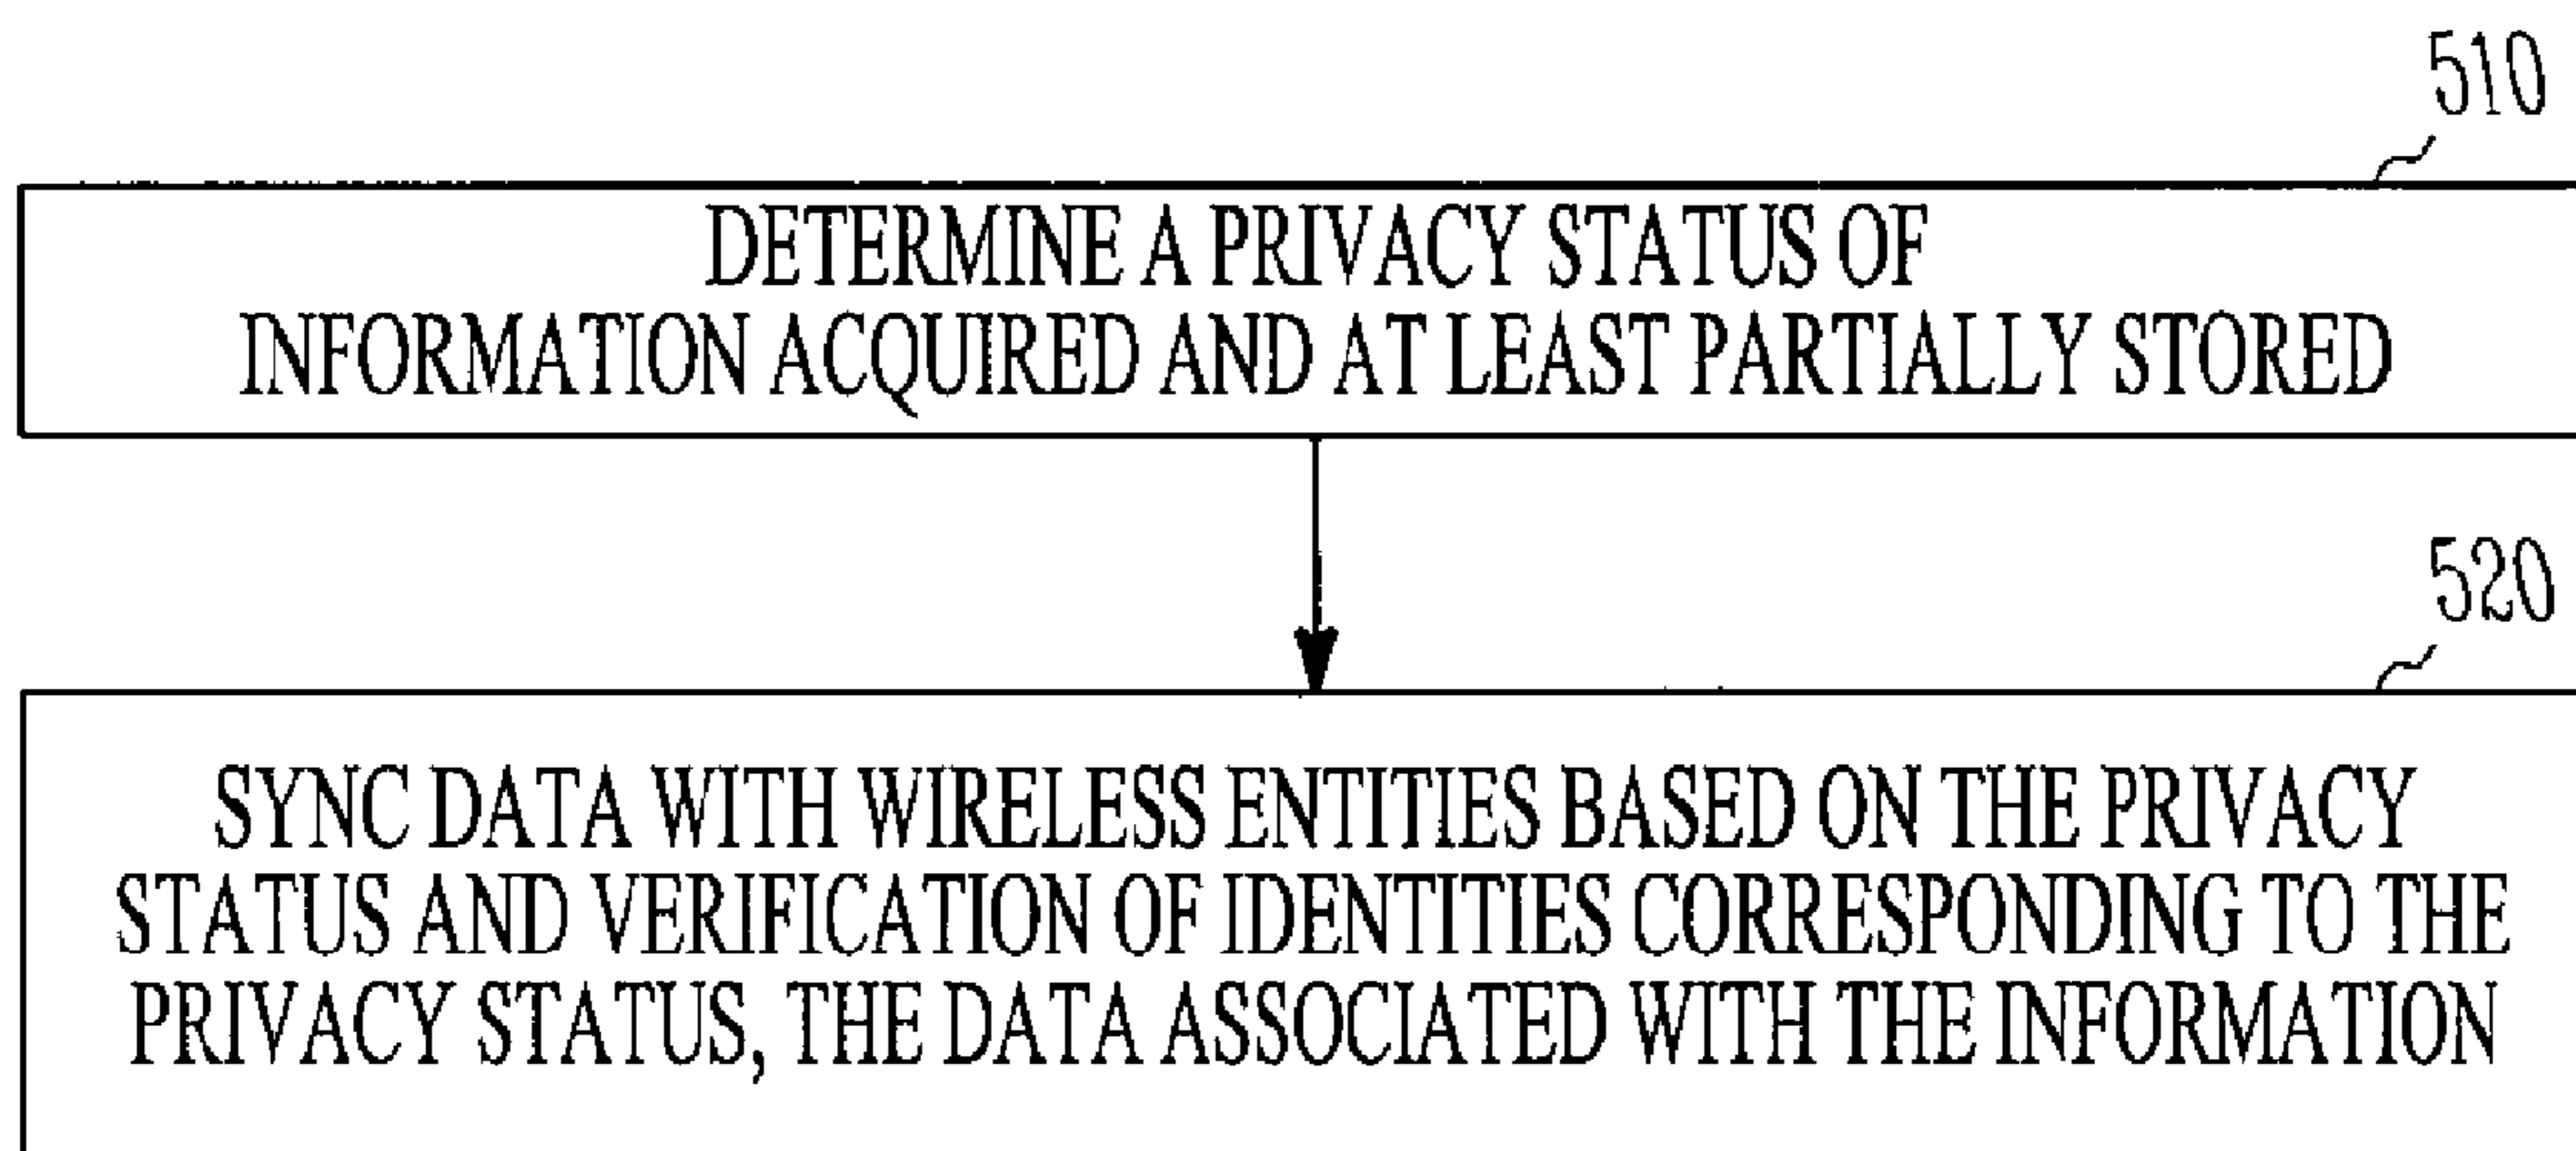 510
DETERMINE A PRIVACY STATUS OF
INFORMATION ACQUIRED AND AT LEAST PARTIALLY STORED
520
SYNC DATA WITH WIRELESS ENTITIES BASED ON THE PRIVACY
STATUS AND VERIFICATION OF IDENTITIES CORRESPONDING TO THE
PRIVACY STATUS, THE DATA ASSOCIATED WITH THE INFORMATION